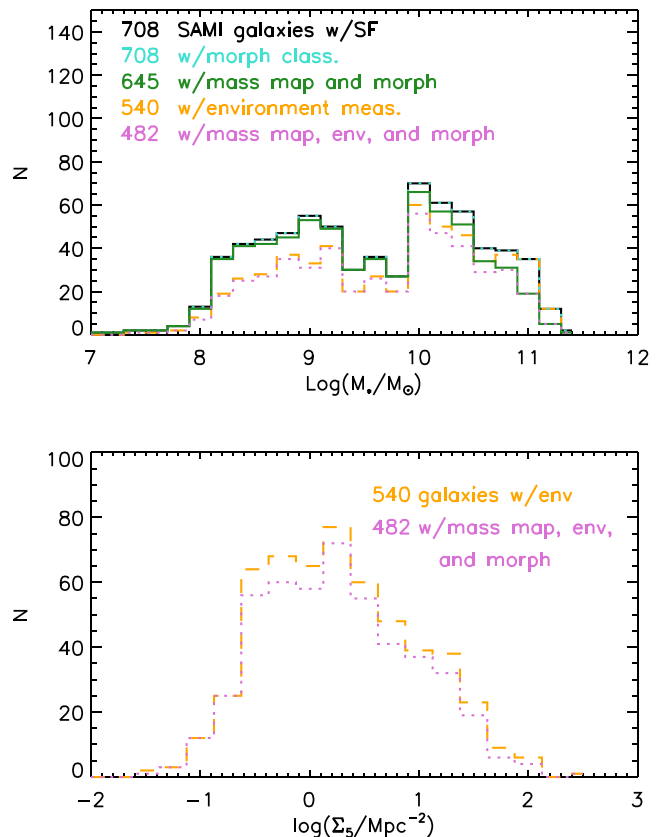 150
120
100
80
60
40
20
0
N
708 SAMI galaxies w/SF
708 w/morph class.
645 w/mass map and morph
540 w/environment meas.
482 w/mass map, env, and morph
7 8 9 10 11 12
Log(M*/M⊙)
100
80
60
40
20
0
N
540 galaxies w/env
482 w/mass map, env,
and morph
−2 −1 0 1 2 3
log(Σ5/Mpc−2)